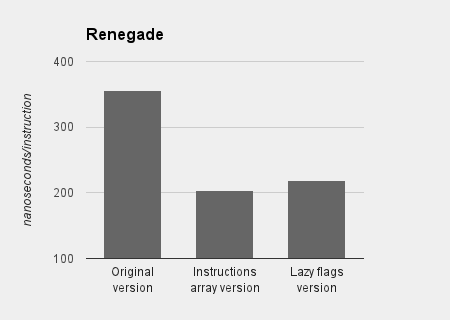 Renegade
400
300
200
100
nanoseconds/instruction
Original
version
Instructions
array version
Lazy flags
version